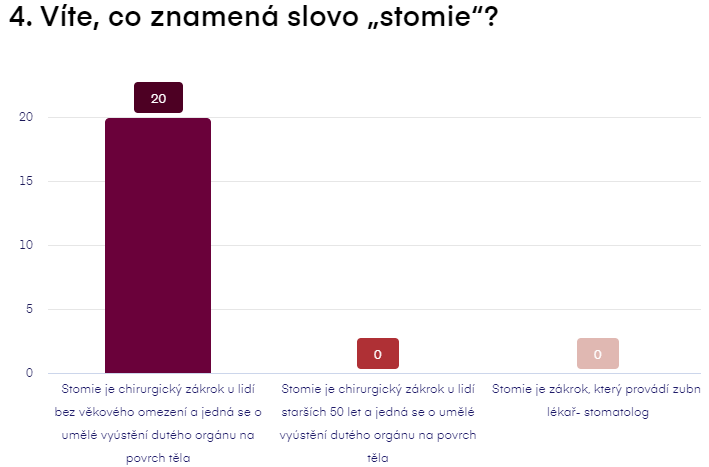 4. Víte, co znamená slovo „stomie“?
20
20
15
10
5
0
0
0
Stomie je chirurgický zákrok u lidí
bez věkového omezení a jedná se o
umělé vyústění dutého orgánu na
povrch těla
Stomie je chirurgický zákrok u lidí
starších 50 let a jedná se o umělé
vyústění dutého orgánu na povrch
těla
Stomie je zákrok, který provádí zubn
lékař- stomatolog